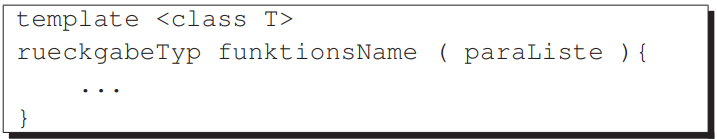 template <class T>
rueckgabeTyp funktionsName ( paraListe ){
...
}